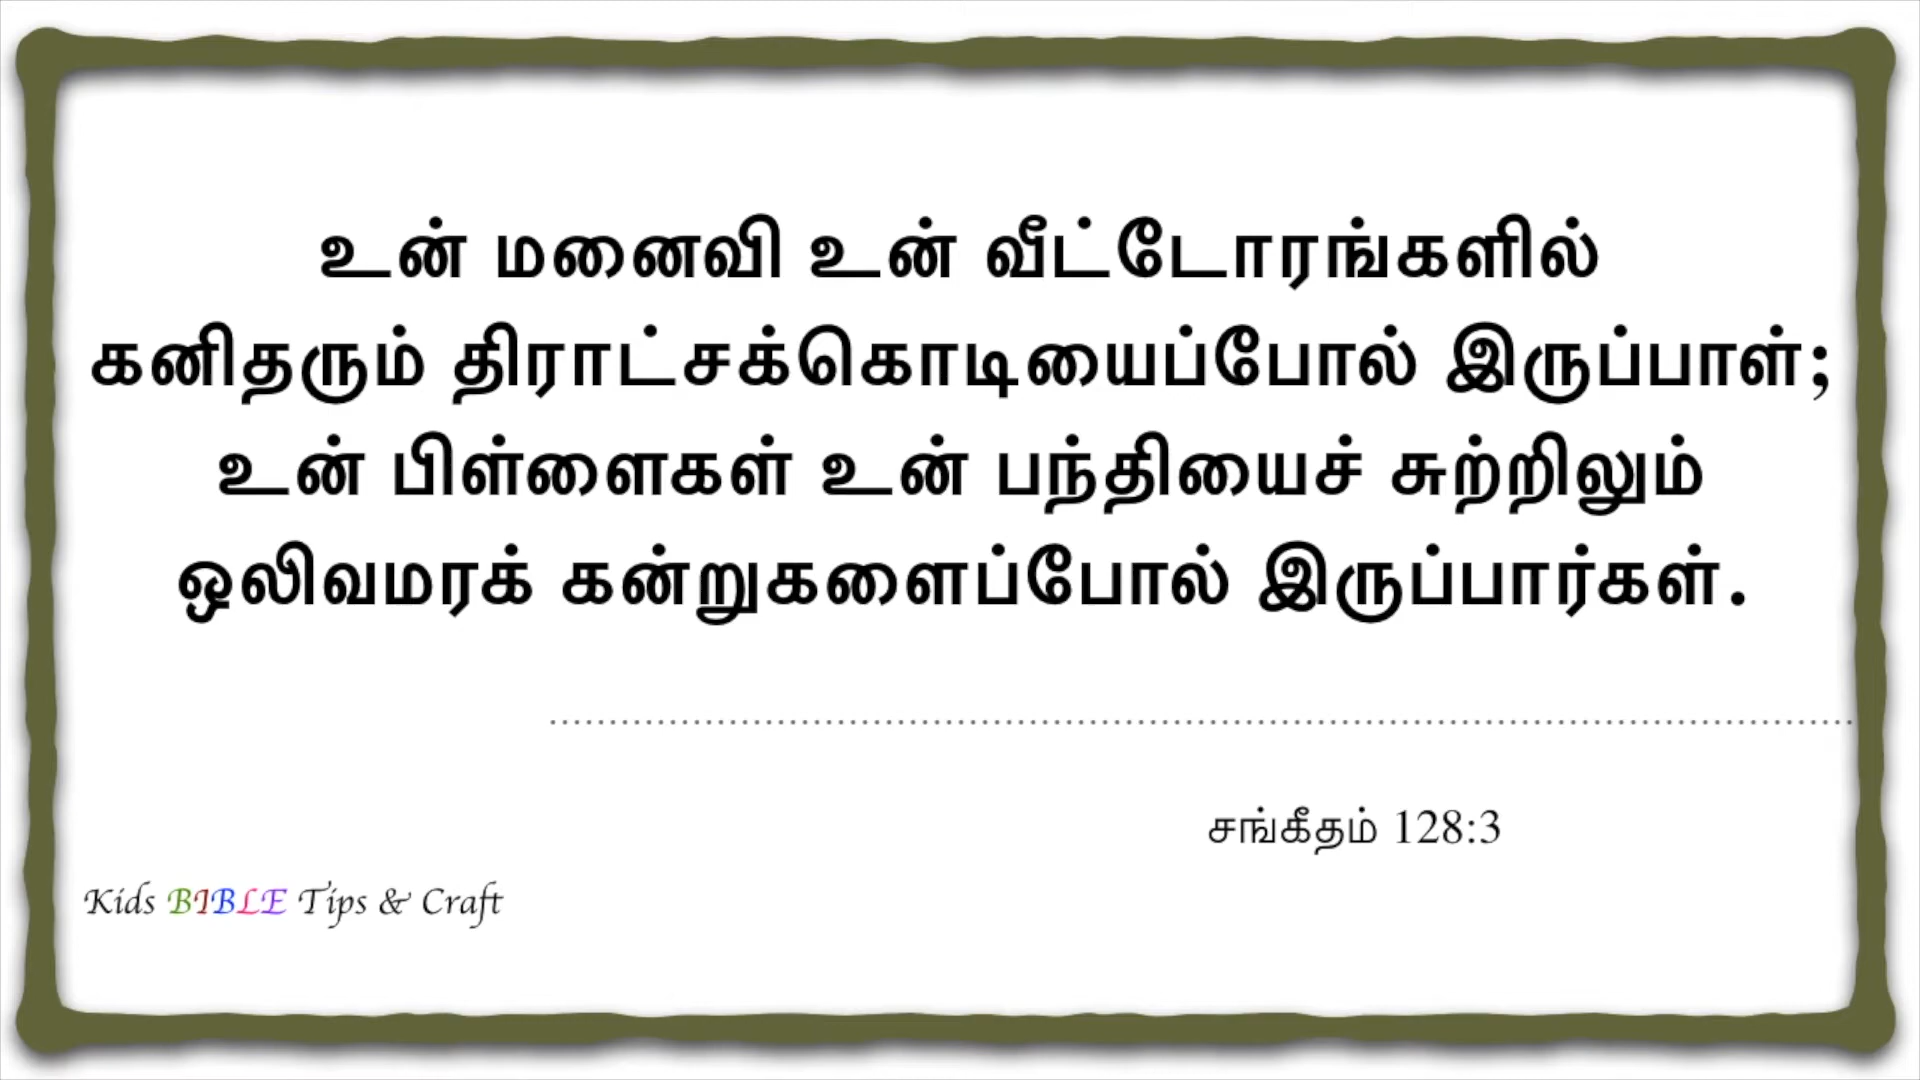 உன் மனைவி உன் வீட்டோரங்களில்
கனிதரும் திராட்சக்கொடியைப்போல் இருப்பாள்;
உன் பிள்ளைகள் உன் பந்தியைச் சுற்றிலும்
ஒலிவமரக் கன்றுகளைப்போல் இருப்பார்கள்.
சங்கீதம் 128:3
Kids BIBLE Tips & Craft